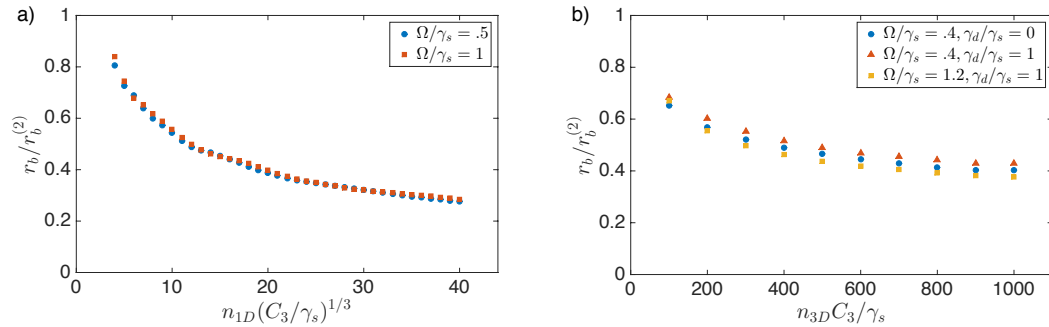 a)
r_b/r_b^{(2)}
1
0.8
0.6
0.4
0.2
0
0 10 20 30 40
n_{1D}(C_3/γ_s)^{1/3}
Ω/γ_s = .5
Ω/γ_s = 1
b)
r_b/r_b^{(2)}
1
0.8
0.6
0.4
0.2
0
0 200 400 600 800 1000
n_{3D}C_3/γ_s
Ω/γ_s = .4, γ_d/γ_s = 0
Ω/γ_s = .4, γ_d/γ_s = 1
Ω/γ_s = 1.2, γ_d/γ_s = 1